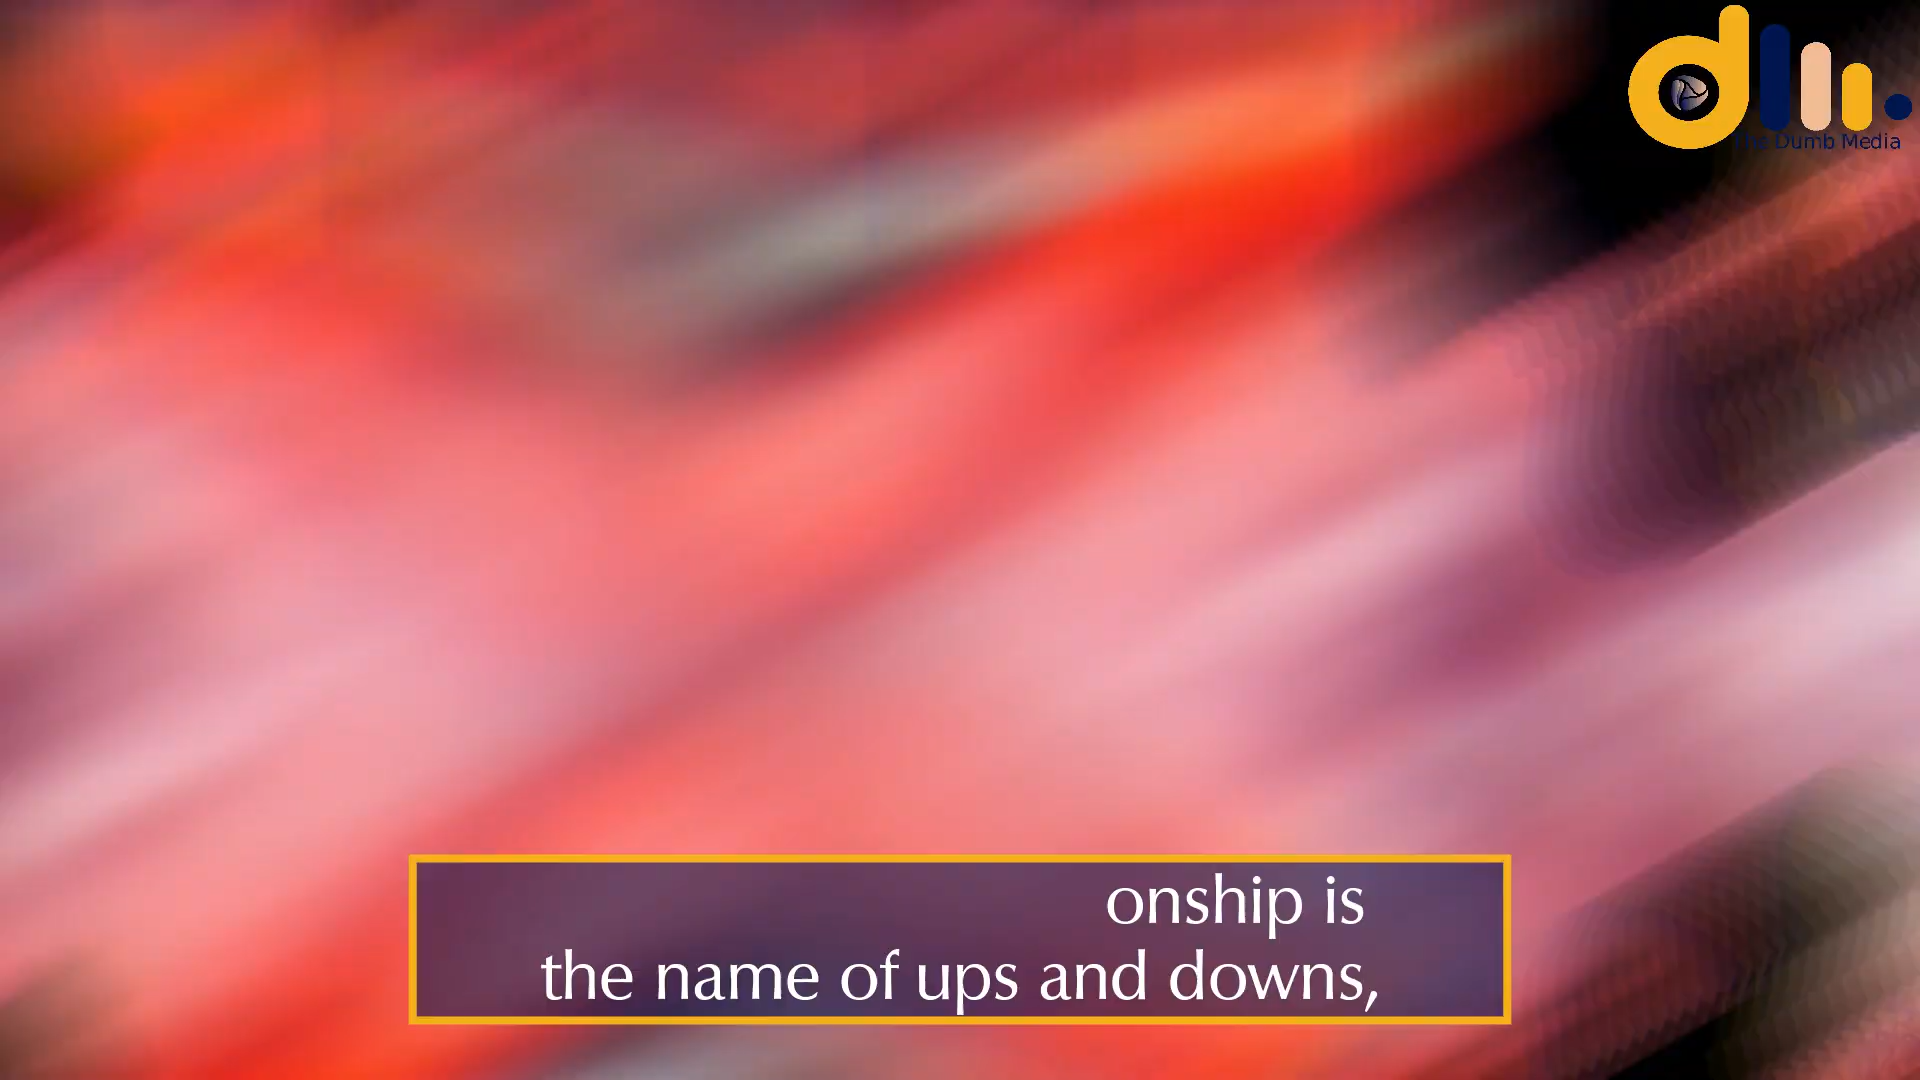 The Dumb Media
onship is
the name of ups and downs,